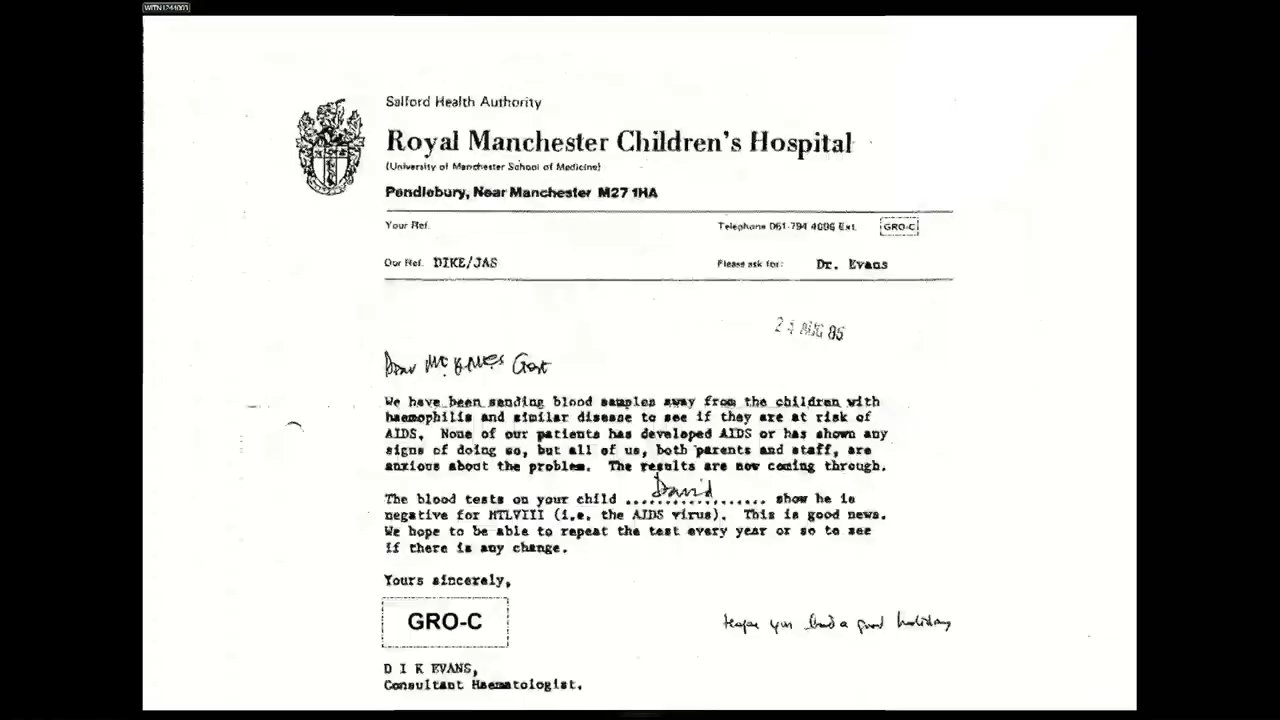 WITN1244003
Salford Health Authority
Royal Manchester Children's Hospital
(University of Manchester School of Medicine)
Pendlebury, Near Manchester M27 1HA
Your Ref.
Telephone 061-794 4696 Ext. GRO-C
Our Ref. DIKE/JAS
Please ask for: Dr. Evans
AUG 85
Dear Mr & Mrs
We have been sending blood samples away from the children with
haemophilia and similar disease to see if they are at risk of
AIDS. None of our patients has developed AIDS or has shown any
signs of doing so, but all of us, both parents and staff, are
anxious about the problem. The results are now coming through.
The blood tests on your child ...David... show he is
negative for HTLVIII (i.e. the AIDS virus). This is good news.
We hope to be able to repeat the test every year or so to see
if there is any change.
Yours sincerely,
GRO-C
Hope you had a good holiday
D I K EVANS,
Consultant Haematologist.